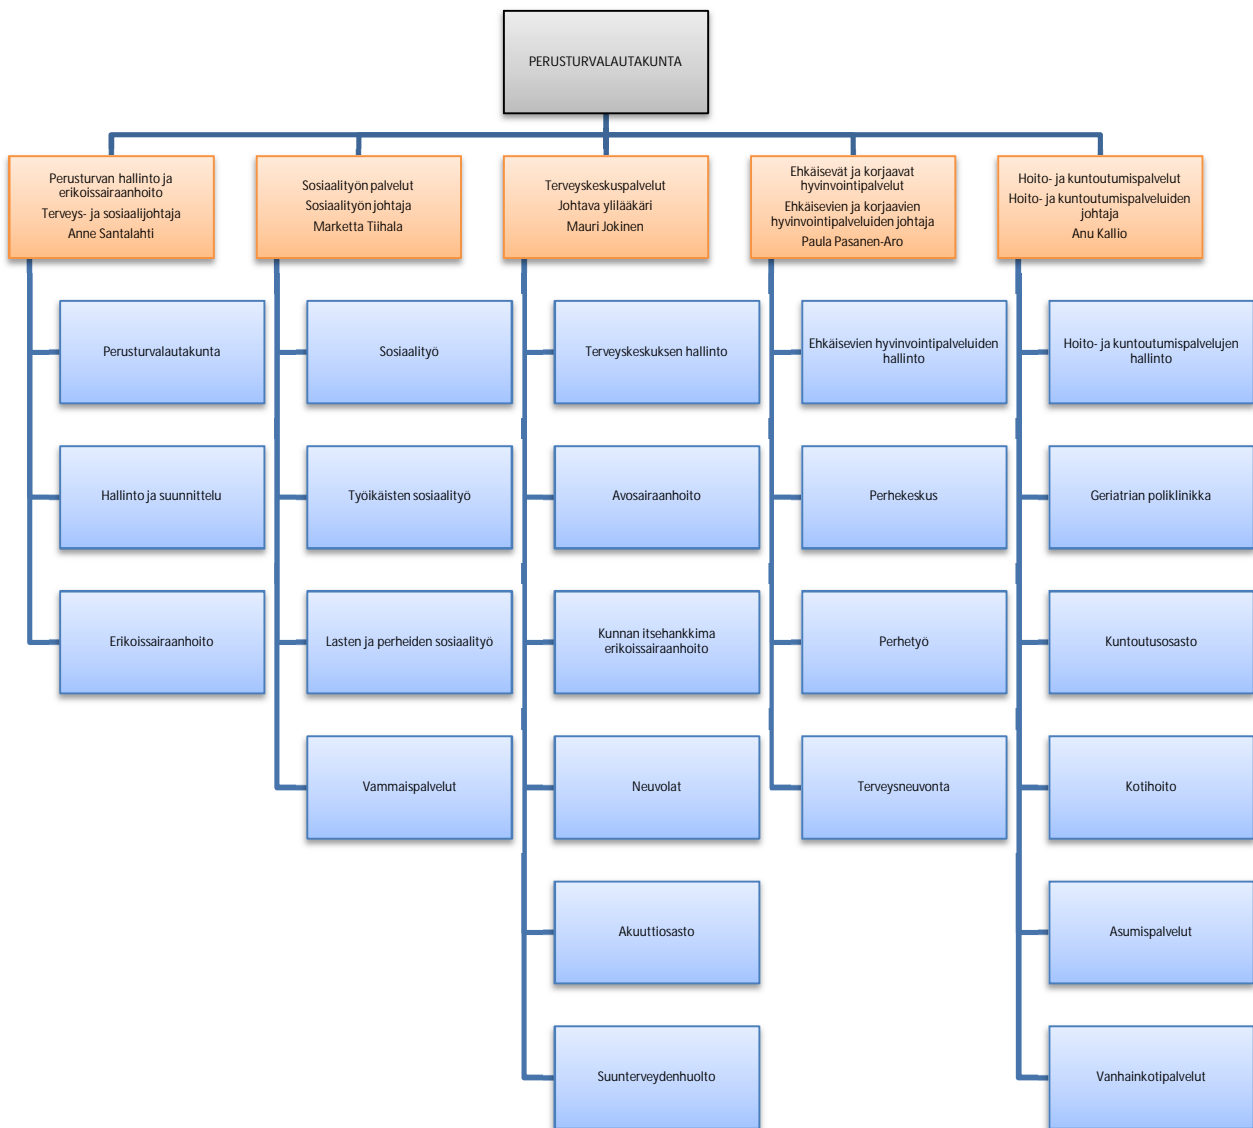 PERUSTURVALAUTAKUNTA
Perusturvan hallinto ja
erikoissairaanhoito
Terveys- ja sosiaalijohtaja
Anne Santalahti
Sosiaalityön palvelut
Sosiaalityön johtaja
Marketta Tiihala
Terveyskeskuspalvelut
Johtava ylilääkäri
Mauri Jokinen
Ehkäisevät ja korjaavat
hyvinvointipalvelut
Ehkäisevien ja korjaavien
hyvinvointipalveluiden johtaja
Paula Pasanen-Aro
Hoito- ja kuntoutumispalvelut
Hoito- ja kuntoutumispalveluiden
johtaja
Anu Kallio
Perusturvalautakunta
Hallinto ja suunnittelu
Erikoissairaanhoito
Sosiaalityö
Työikäisten sosiaalityö
Lasten ja perheiden sosiaalityö
Vammaispalvelut
Terveyskeskuksen hallinto
Avosairaanhoito
Kunnan itsehankkima
erikoissairaanhoito
Neuvolat
Akuuttiosasto
Suunterveydenhuolto
Ehkäisevien hyvinvointipalveluiden
hallinto
Perhekeskus
Perhetyö
Terveysneuvonta
Hoito- ja kuntoutumispalvelujen
hallinto
Geriatrian poliklinikka
Kuntoutusosasto
Kotihoito
Asumispalvelut
Vanhainkotipalvelut